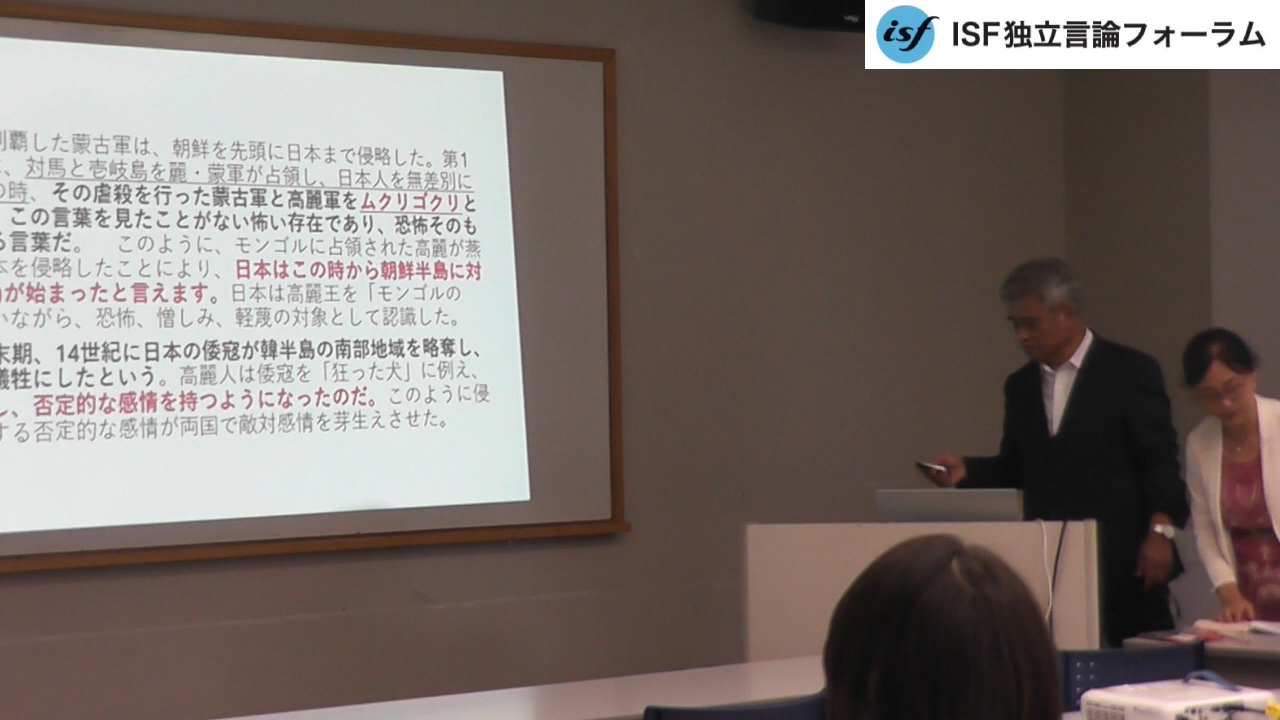 isf ISF独立言論フォーラム
覇した蒙古軍は、朝鮮を先頭に日本まで侵略した。第1
、対馬と壱岐島を麗・蒙軍が占領し、日本人を無差別に
の時、その虐殺を行った蒙古軍と高麗軍をムクリゴクリと
この言葉を見たことがない怖い存在であり、恐怖そのも
る言葉だ。 このように、モンゴルに占領された高麗が燕
本を侵略したことにより、日本はこの時から朝鮮半島に対
が始まったと言えます。日本は高麗王を「モンゴルの
いながら、恐怖、憎しみ、軽蔑の対象として認識した。
末期、14世紀に日本の倭寇が韓半島の南部地域を略奪し、
犠牲にしたという。高麗人は倭寇を「狂った犬」に例え、
し、否定的な感情を持つようになったのだ。このように侵
する否定的な感情が両国で敵対感情を芽生えさせた。